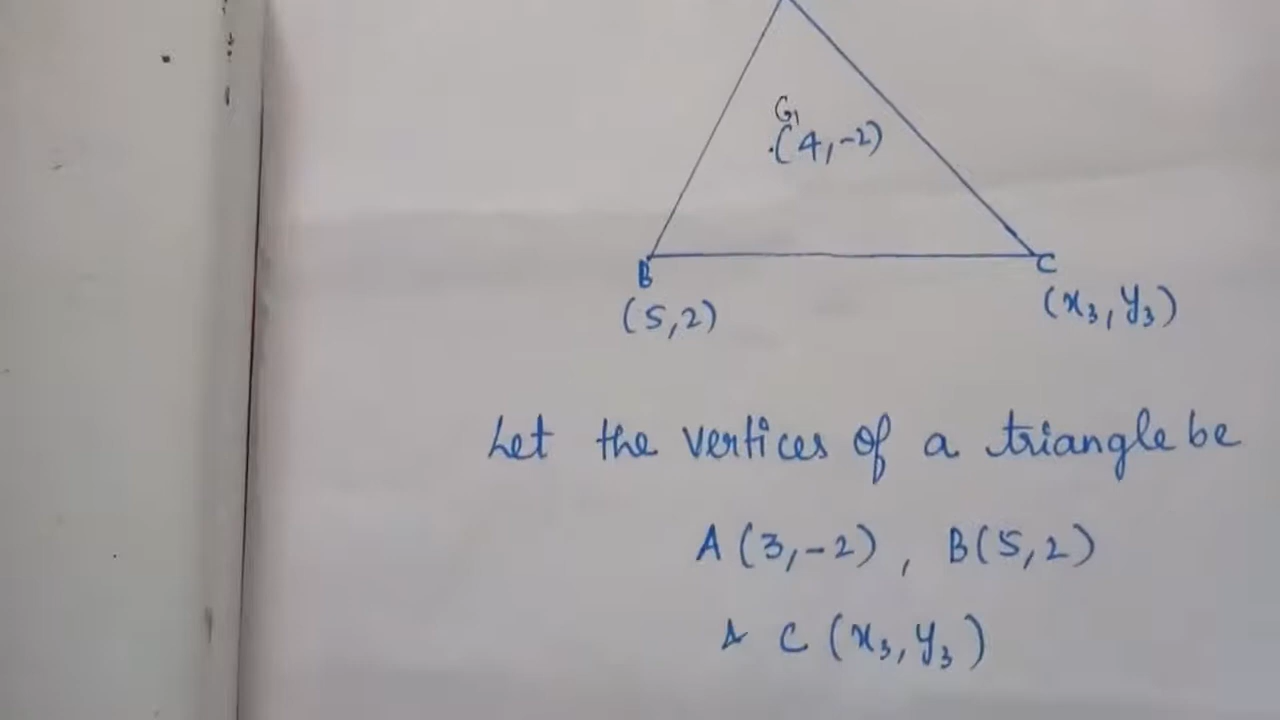 G
.(4,-2)
B
C
(5,2)
(x₃,y₃)
Let the vertices of a triangle be
A(3,-2), B(5,2)
& C(x₃,y₃)